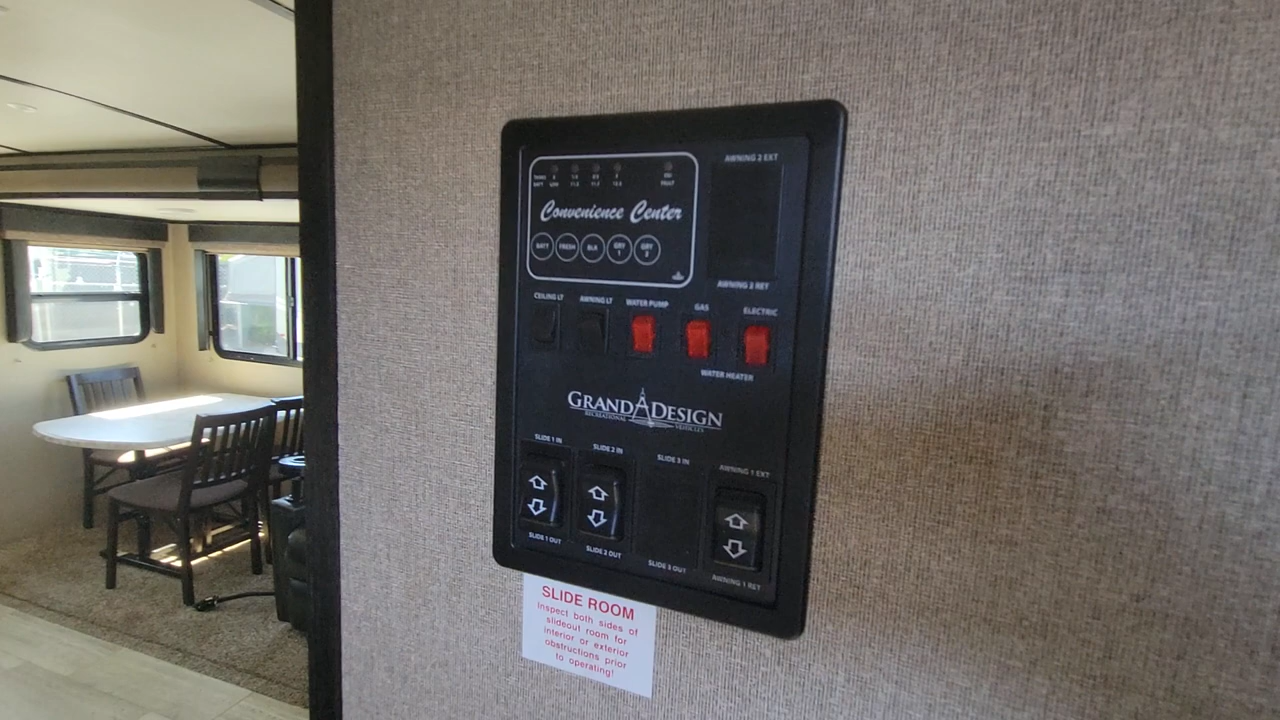 AWNING 2 EXT
TANKS
BATT
FAULT
Convenience Center
BATT FRESH BLK GRY 1 GRY 2
AWNING 2 RET
CEILING LT AWNING LT WATER PUMP GAS ELECTRIC
WATER HEATER
GRAND DESIGN
RECREATIONAL VEHICLES
SLIDE 1 IN SLIDE 2 IN SLIDE 3 IN AWNING 1 EXT
SLIDE 1 OUT SLIDE 2 OUT SLIDE 3 OUT AWNING 1 RET
SLIDE ROOM
Inspect both sides of
slideout room for
interior or exterior
obstructions prior
to operating!